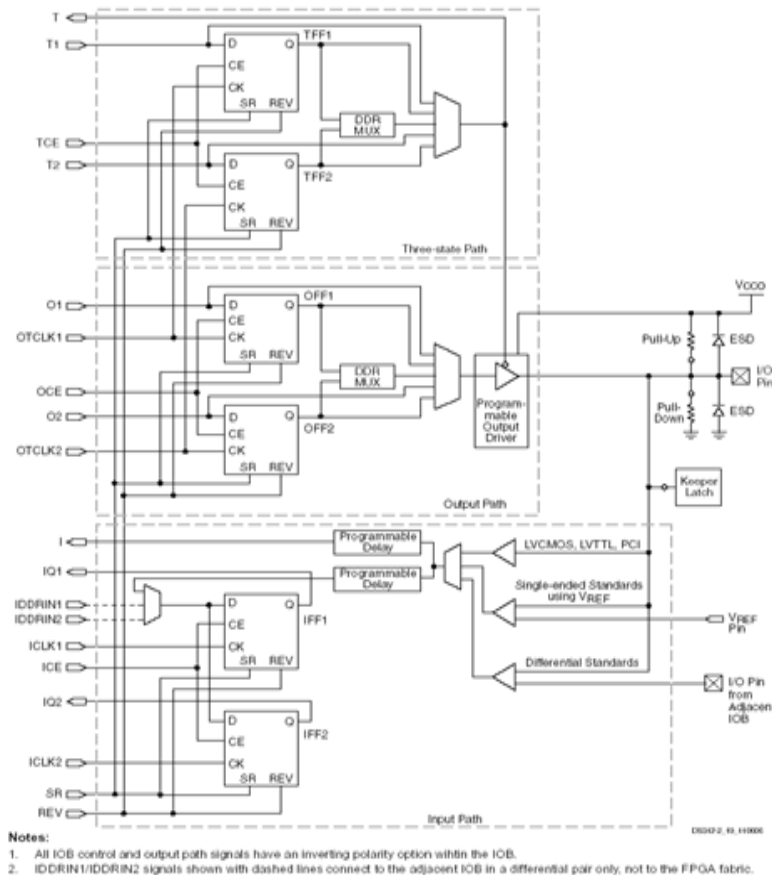 T
T1
D
Q
TFF1
CE
CK
SR REV
DDR
MUX
TCE
T2
D
Q
TFF2
CE
CK
SR REV
Three-state Path
O1
D
Q
OFF1
CE
OTCLK1
CK
SR REV
DDR
MUX
OCE
O2
D
Q
OFF2
CE
OTCLK2
CK
SR REV
Output Path
Program-
mable
Output
Driver
VCCO
Pull-Up
ESD
I/O
Pin
Pull-
Down
ESD
Keeper
Latch
I
Programmable
Delay
LVCMOS, LVTTL, PCI
IQ1
Programmable
Delay
Single-ended Standards
using VREF
IDDRIN1
IDDRIN2
D
Q
IFF1
CE
VREF
Pin
ICLK1
CK
ICE
SR REV
Differential Standards
I/O Pin
from
Adjacen
IOB
IQ2
D
Q
IFF2
CE
ICLK2
CK
SR REV
SR
REV
Input Path
Notes:
1. All IOB control and output path signals have an inverting polarity option wihtin the IOB.
2. IDDRIN1/IDDRIN2 signals shown with dashed lines connect to the adjacent IOB in a differential pair only, not to the FPGA fabric.